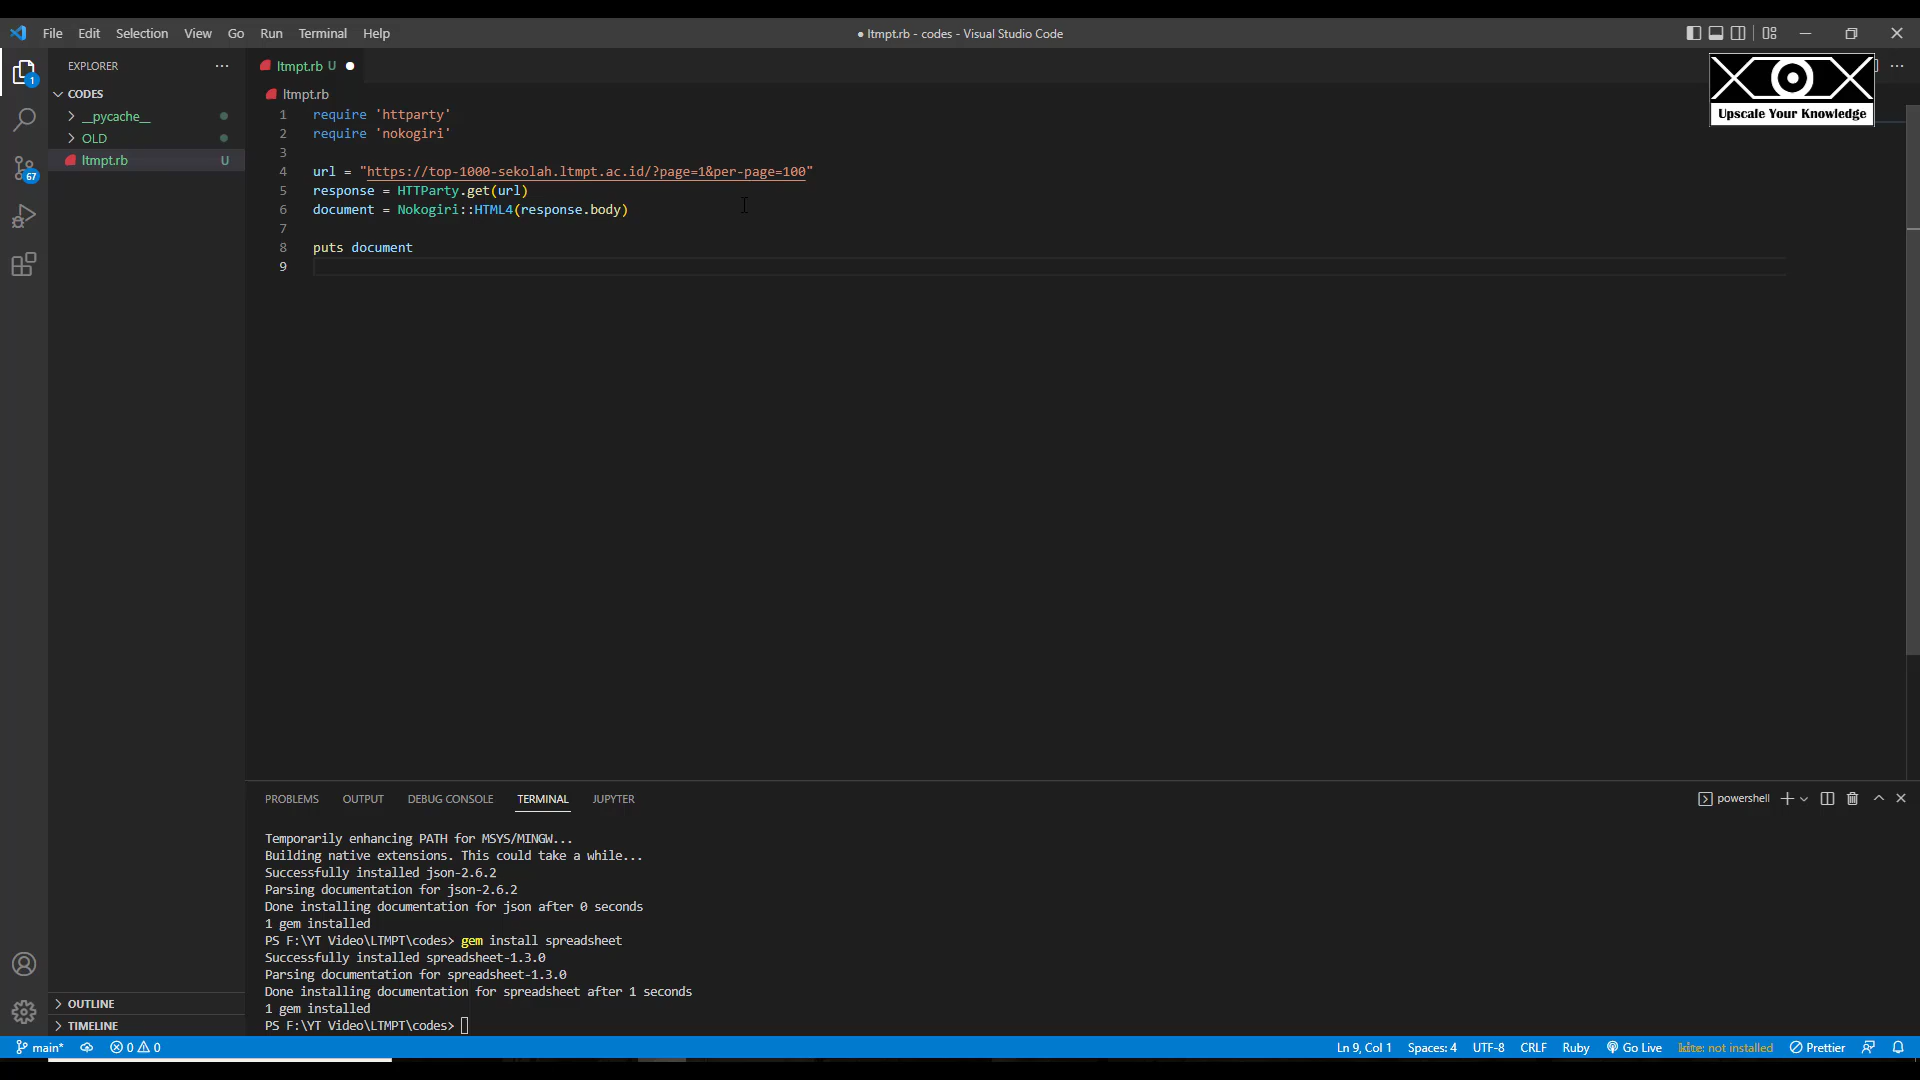 File Edit Selection View Go Run Terminal Help
● ltmpt.rb - codes - Visual Studio Code
EXPLORER
CODES
__pycache__
OLD
ltmpt.rb U
1
67
ltmpt.rb U
ltmpt.rb
Upscale Your Knowledge
1 require 'httparty'
2 require 'nokogiri'
3
4 url = "https://top-1000-sekolah.ltmpt.ac.id/?page=1&per-page=100"
5 response = HTTParty.get(url)
6 document = Nokogiri::HTML4(response.body)
7
8 puts document
9
PROBLEMS OUTPUT DEBUG CONSOLE TERMINAL JUPYTER
powershell
Temporarily enhancing PATH for MSYS/MINGW...
Building native extensions. This could take a while...
Successfully installed json-2.6.2
Parsing documentation for json-2.6.2
Done installing documentation for json after 0 seconds
1 gem installed
PS F:\YT Video\LTMPT\codes> gem install spreadsheet
Successfully installed spreadsheet-1.3.0
Parsing documentation for spreadsheet-1.3.0
Done installing documentation for spreadsheet after 1 seconds
1 gem installed
PS F:\YT Video\LTMPT\codes>
OUTLINE
TIMELINE
main* 0 0
Ln 9, Col 1 Spaces: 4 UTF-8 CRLF Ruby Go Live kite: not installed Prettier